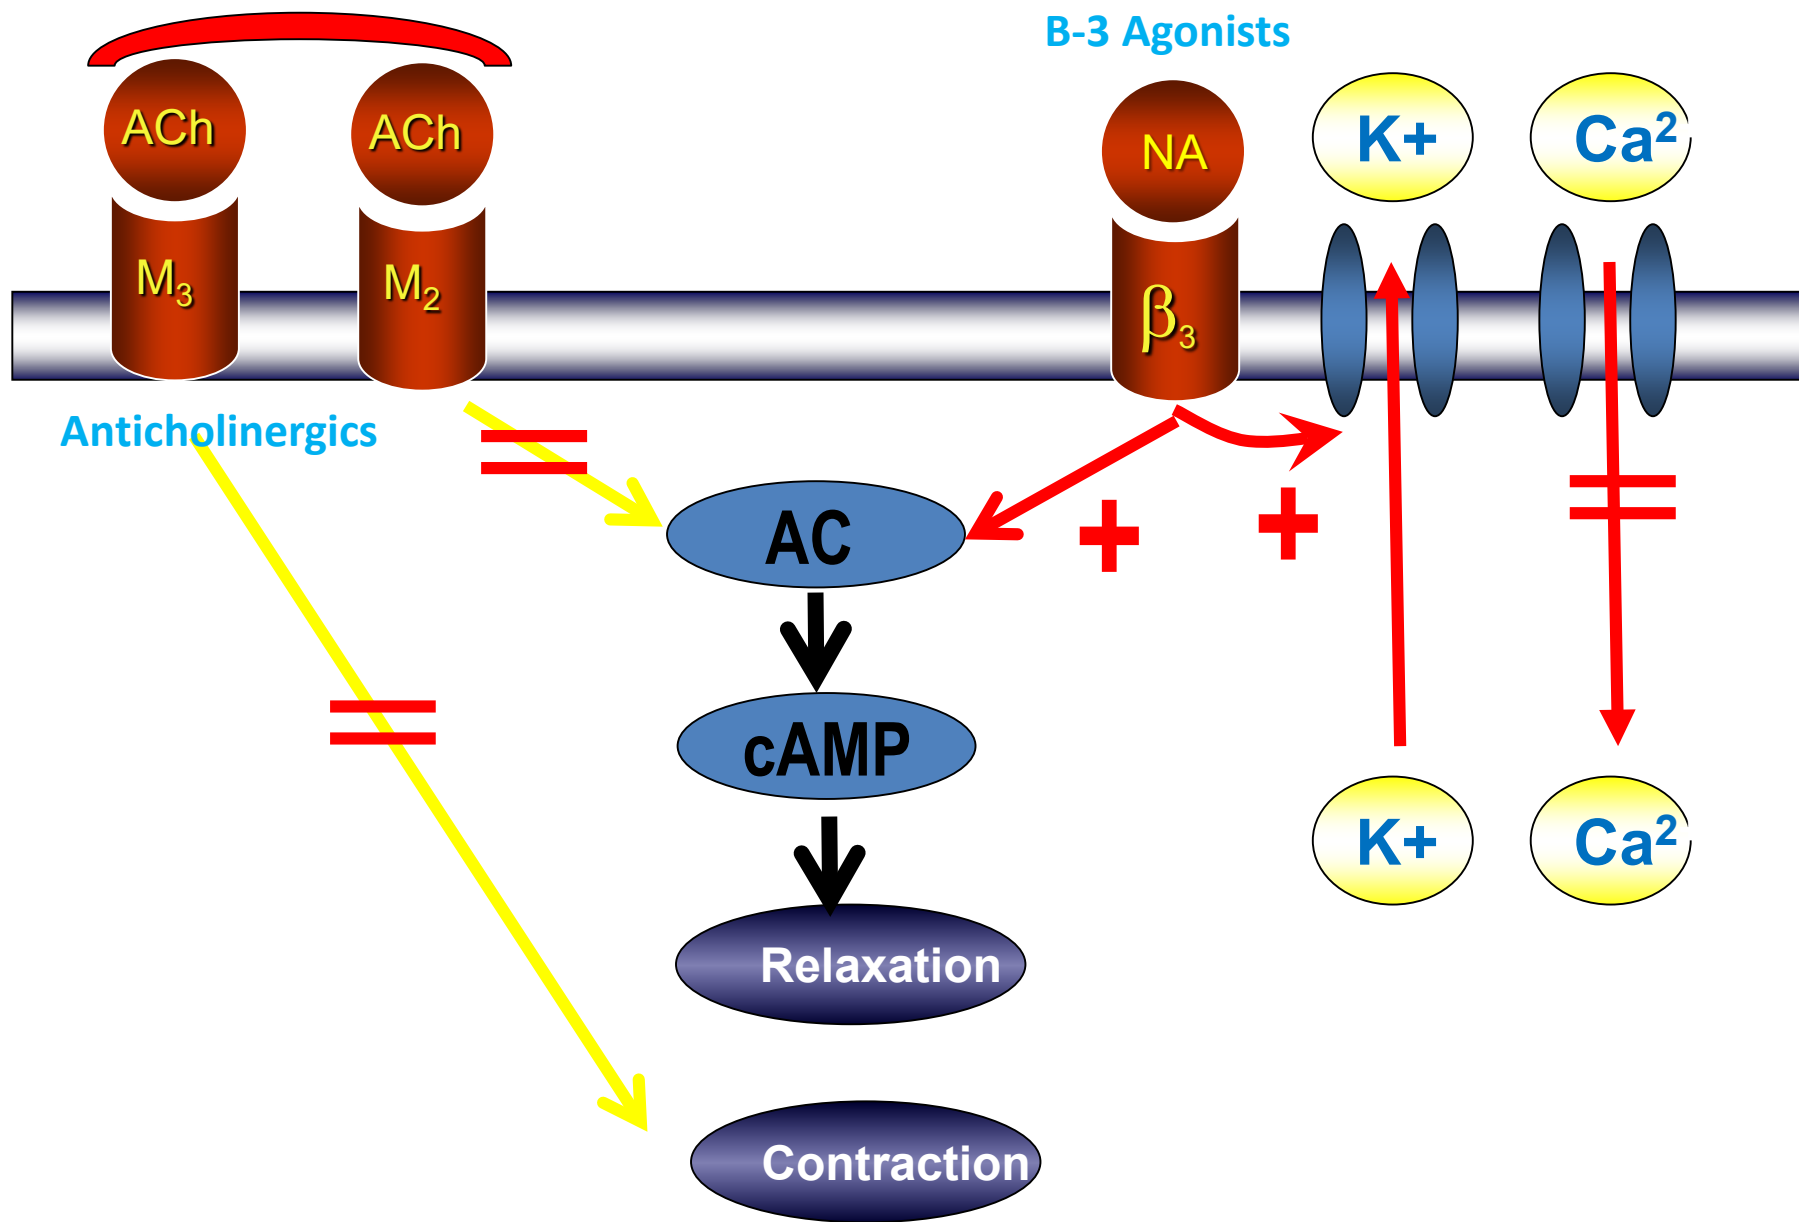 B-3 Agonists
ACh
ACh
NA
K+
Ca²
M₃
M₂
β₃
Anticholinergics
AC
+
+
cAMP
K+
Ca²
Relaxation
Contraction